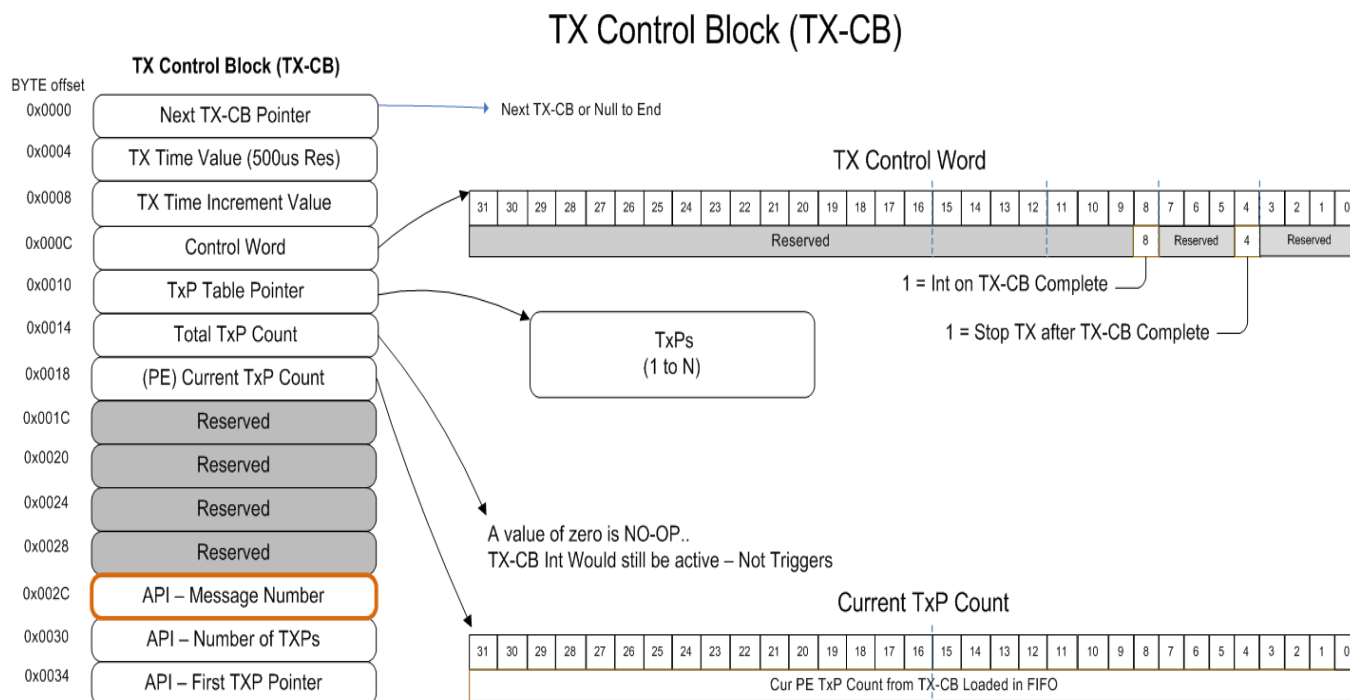 TX Control Block (TX-CB)
TX Control Block (TX-CB)
BYTE offset
0x0000 Next TX-CB Pointer Next TX-CB or Null to End
0x0004 TX Time Value (500us Res)
TX Control Word
0x0008 TX Time Increment Value
31 30 29 28 27 26 25 24 23 22 21 20 19 18 17 16 15 14 13 12 11 10 9 8 7 6 5 4 3 2 1 0
0x000C Control Word
Reserved 8 Reserved 4 Reserved
1 = Int on TX-CB Complete
0x0010 TxP Table Pointer
0x0014 Total TxP Count
1 = Stop TX after TX-CB Complete
TxPs
(1 to N)
0x0018 (PE) Current TxP Count
0x001C Reserved
0x0020 Reserved
0x0024 Reserved
0x0028 Reserved
A value of zero is NO-OP..
TX-CB Int Would still be active – Not Triggers
0x002C API – Message Number
Current TxP Count
0x0030 API – Number of TXPs
31 30 29 28 27 26 25 24 23 22 21 20 19 18 17 16 15 14 13 12 11 10 9 8 7 6 5 4 3 2 1 0
0x0034 API – First TXP Pointer
Cur PE TxP Count from TX-CB Loaded in FIFO